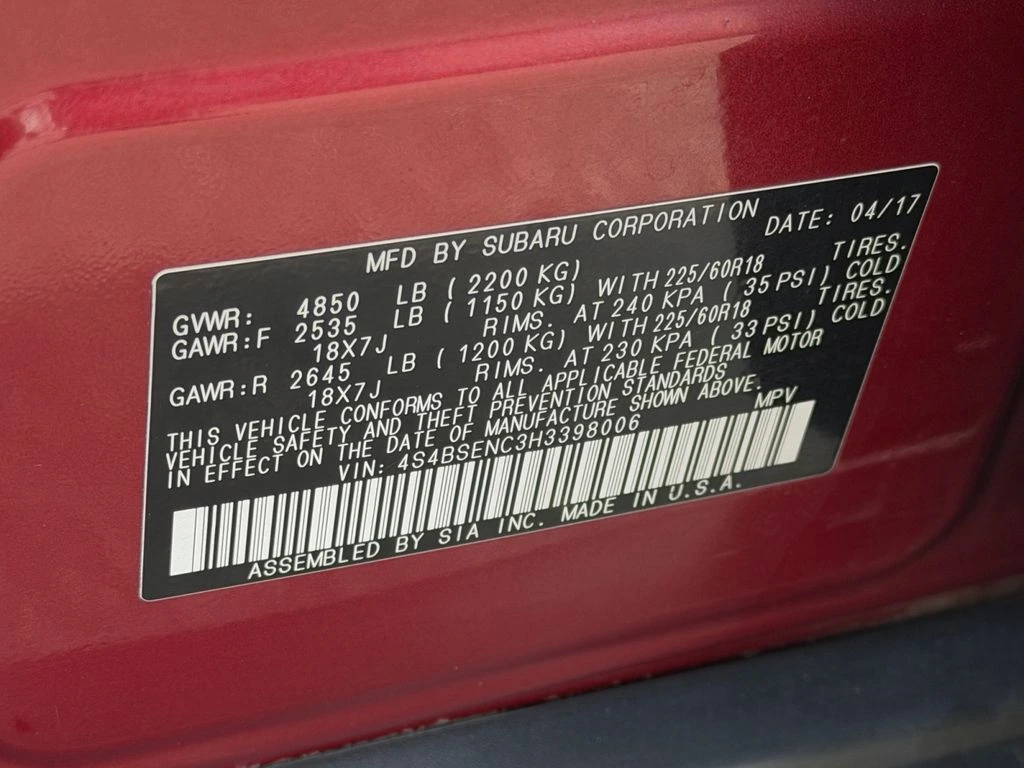 MFD BY SUBARU CORPORATION DATE: 04/17
GVWR: 4850 LB ( 2200 KG)
GAWR:F 2535 LB ( 1150 KG) WITH 225/60R18 TIRES.
18X7J RIMS. AT 240 KPA ( 35 PSI) COLD
GAWR:R 2645 LB ( 1200 KG) WITH 225/60R18 TIRES.
18X7J RIMS. AT 230 KPA ( 33 PSI) COLD
THIS VEHICLE CONFORMS TO ALL APPLICABLE FEDERAL MOTOR
VEHICLE SAFETY AND THEFT PREVENTION STANDARDS
IN EFFECT ON THE DATE OF MANUFACTURE SHOWN ABOVE.
VIN: 4S4BSENC3H3398006 MPV
ASSEMBLED BY SIA INC. MADE IN U.S.A.